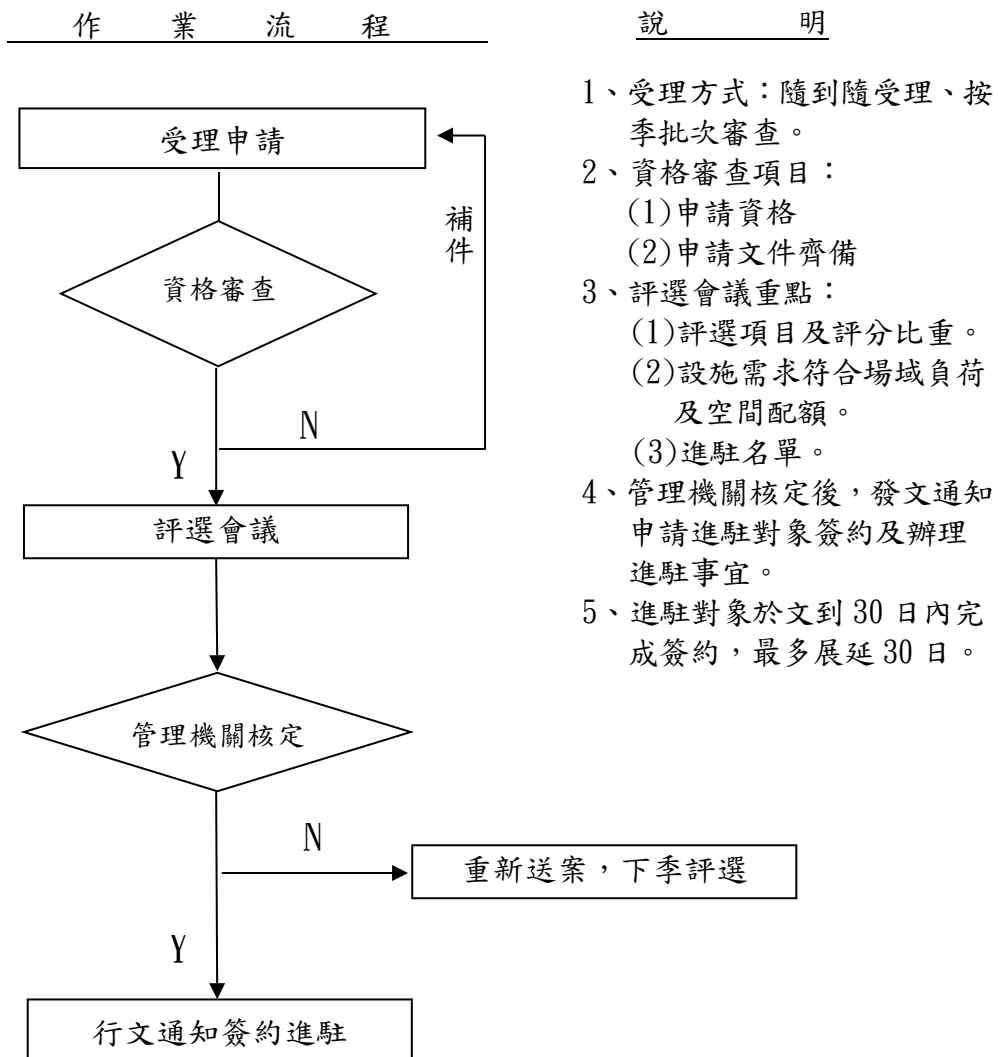 作業流程
受理申請
補件
資格審查
N
Y
評選會議
管理機關核定
N
重新送案，下季評選
Y
行文通知簽約進駐
說明
1、受理方式：隨到隨受理、按
季批次審查。
2、資格審查項目：
(1)申請資格
(2)申請文件齊備
3、評選會議重點：
(1)評選項目及評分比重。
(2)設施需求符合場域負荷
及空間配額。
(3)進駐名單。
4、管理機關核定後，發文通知
申請進駐對象簽約及辦理
進駐事宜。
5、進駐對象於文到 30 日內完
成簽約，最多展延 30 日。